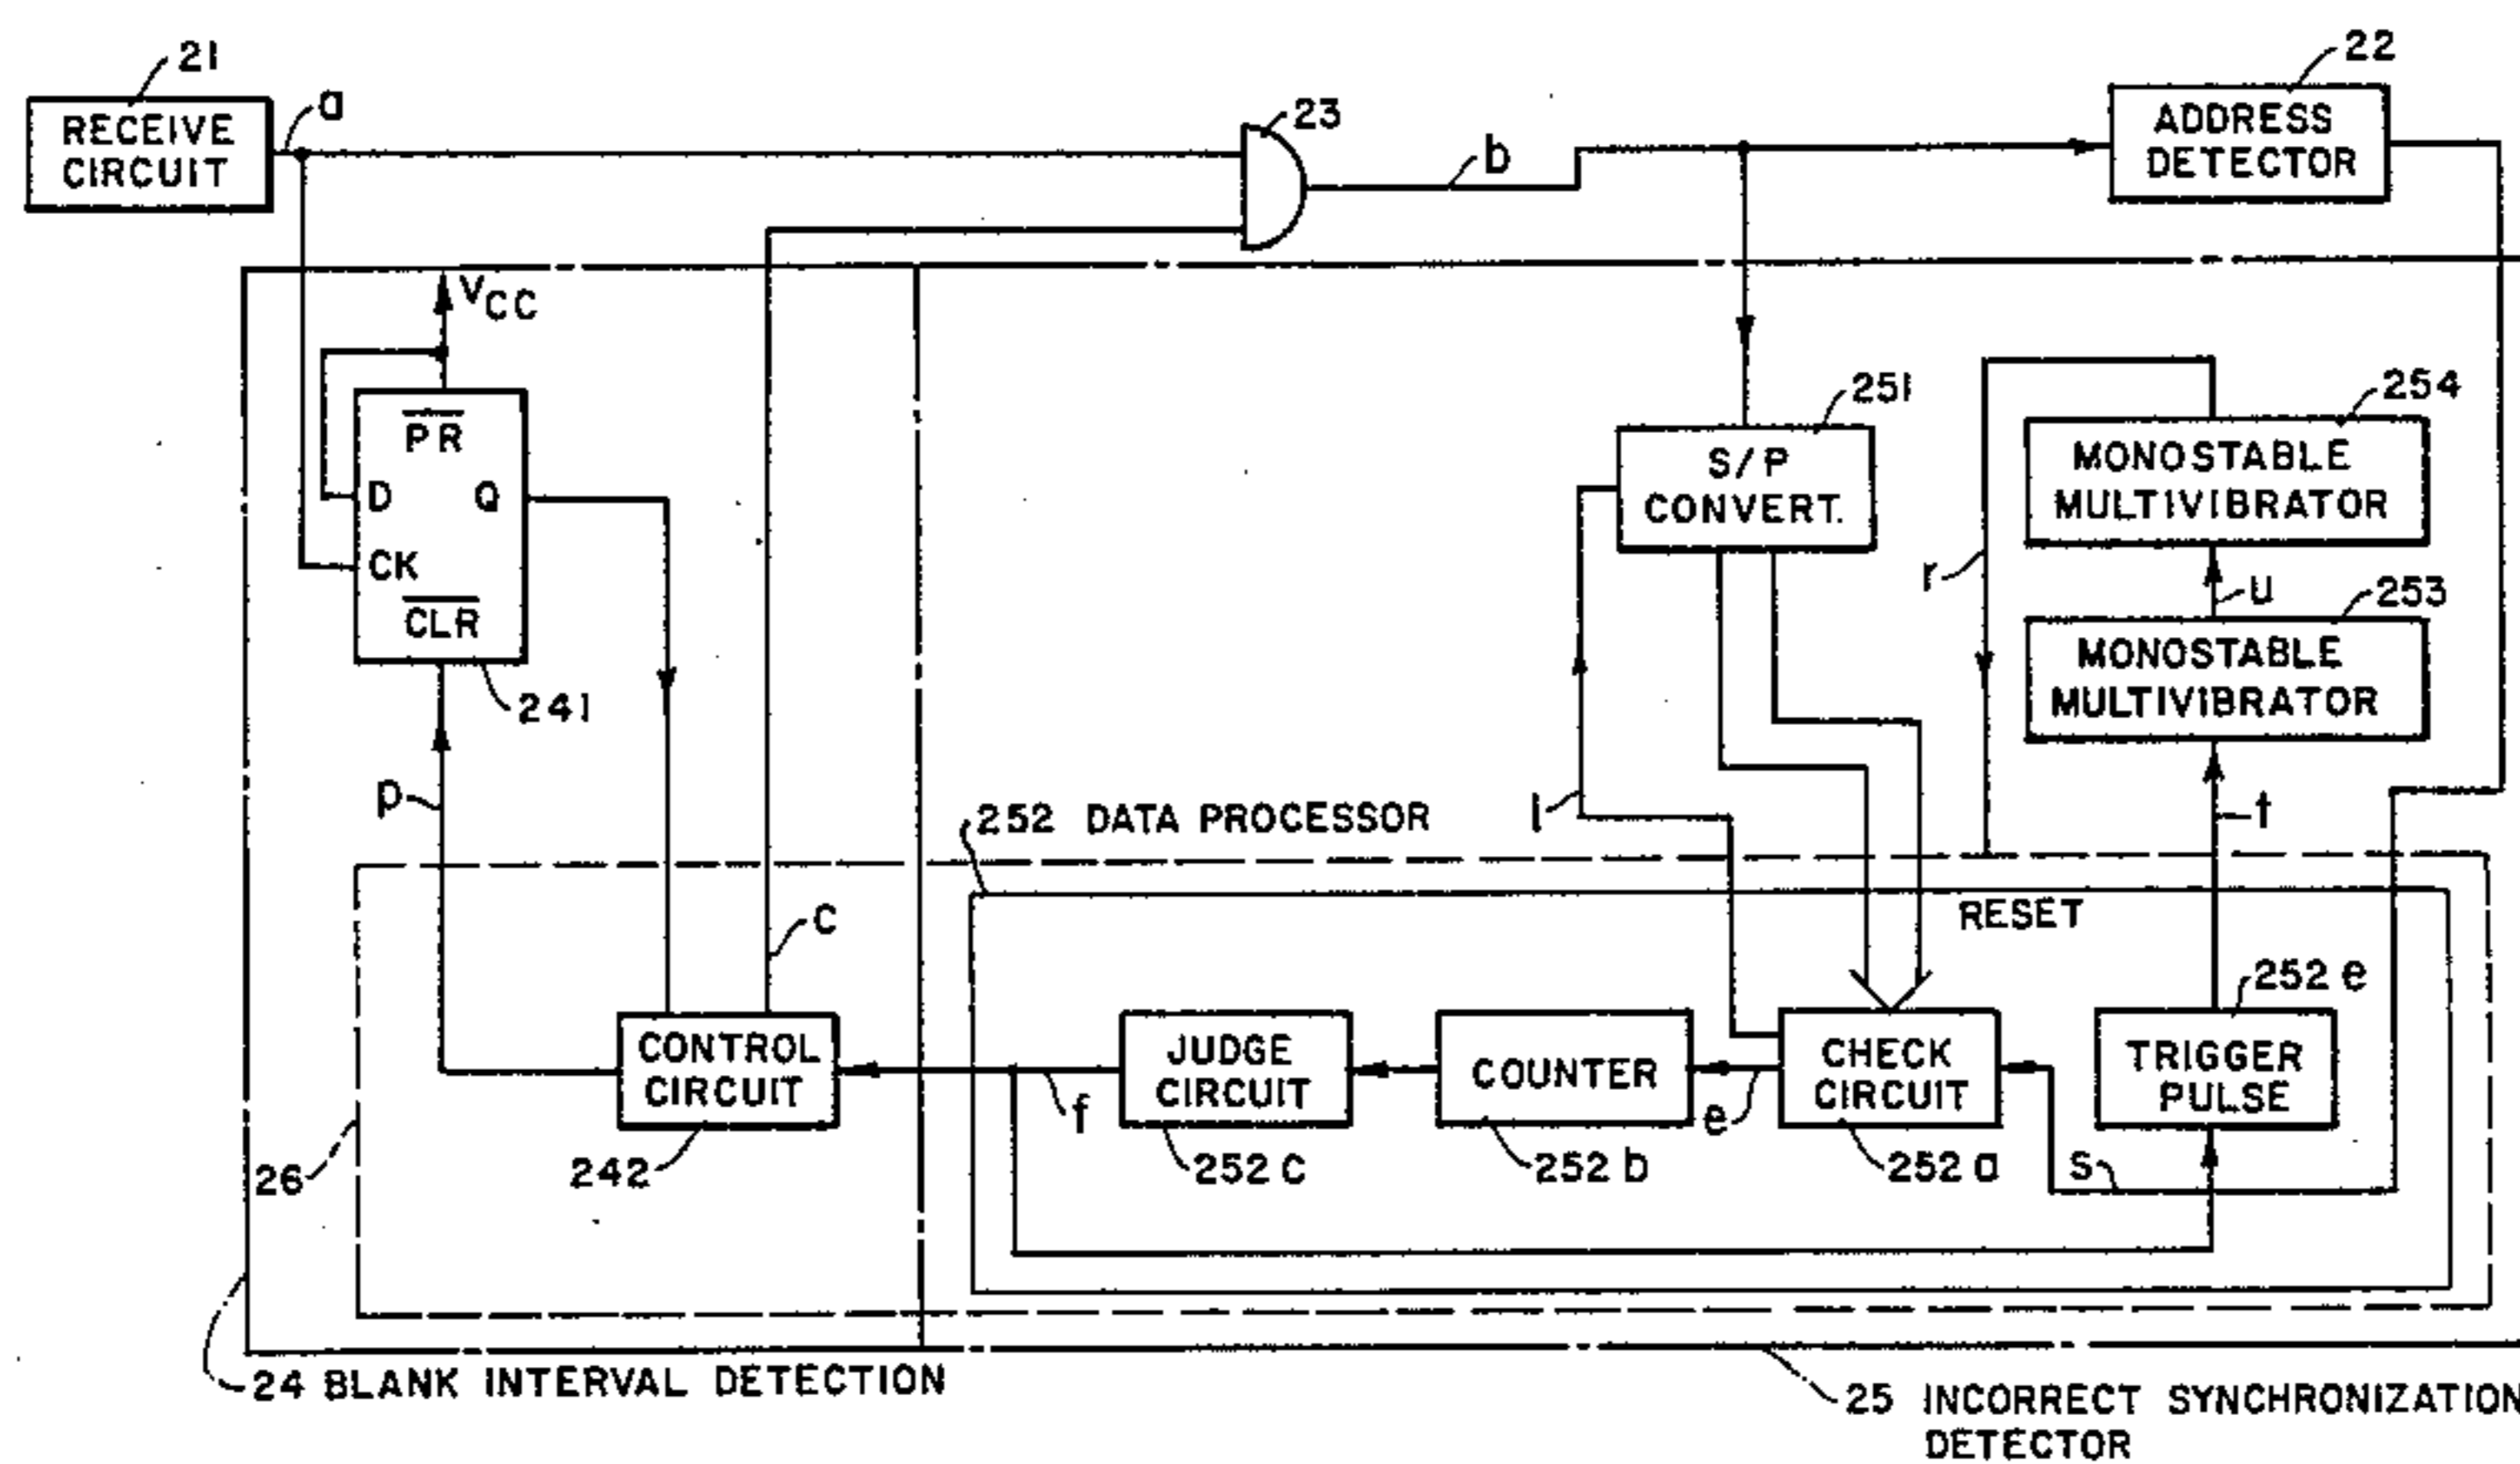 21
RECEIVE
CIRCUIT
a
23
b
22
ADDRESS
DETECTOR
VCC
PR
D Q
CK
CLR
241
p
251
S/P
CONVERT.
254
MONOSTABLE
MULTIVIBRATOR
r
u
253
MONOSTABLE
MULTIVIBRATOR
l
t
252 DATA PROCESSOR
RESET
c
252 e
CONTROL
CIRCUIT
242
f
JUDGE
CIRCUIT
252 c
COUNTER
252 b
e
CHECK
CIRCUIT
252 a
s
TRIGGER
PULSE
26
24 BLANK INTERVAL DETECTION
25 INCORRECT SYNCHRONIZATION
DETECTOR